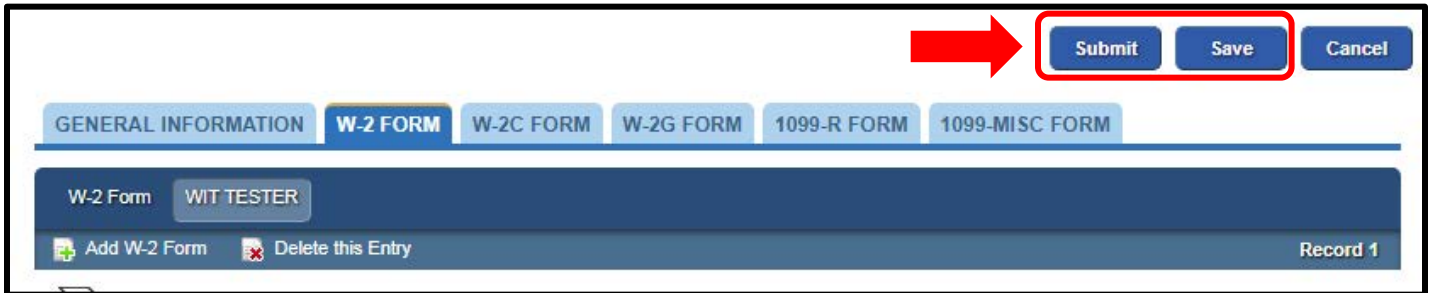 Submit Save Cancel
GENERAL INFORMATION W-2 FORM W-2C FORM W-2G FORM 1099-R FORM 1099-MISC FORM
W-2 Form WIT TESTER
Add W-2 Form Delete this Entry Record 1